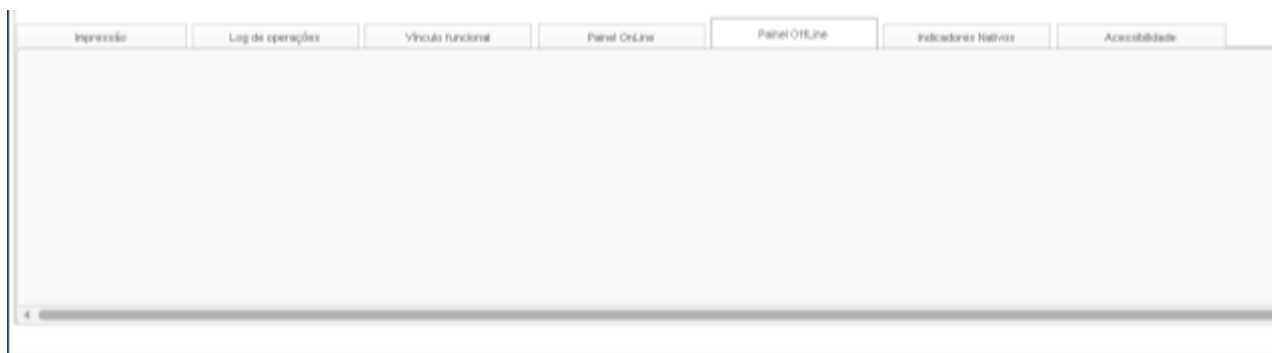 Impressão
Log de operações
Vínculo funcional
Painel OnLine
Painel OffLine
Indicadores Nativos
Acessibilidade